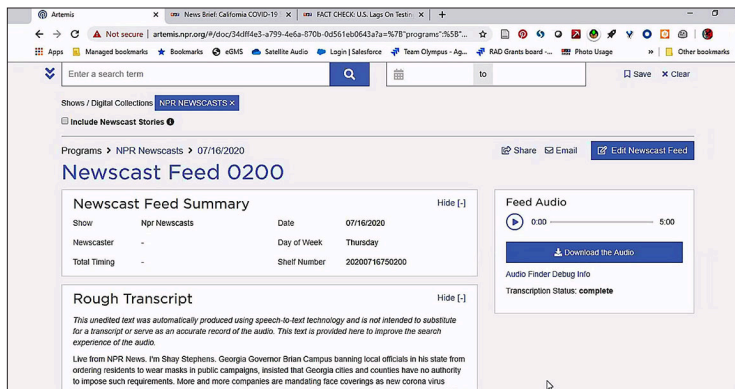 Artemis
News Brief: California COVID-19
FACT CHECK: U.S. Lags On Testin
Not secure | artemis.npr.org/#/doc/34dff4e3-a799-4e6a-870b-0d561eb0643a?a=%7B"programs":%5B"...
Apps Managed bookmarks Bookmarks eGMS Satellite Audio Login | Salesforce Team Olympus - Ag... RAD Grants board -... Photo Usage » Other bookmarks
Enter a search term to Save Clear
Shows / Digital Collections NPR NEWSCASTS ×
Include Newscast Stories
Programs > NPR Newscasts > 07/16/2020 Share Email Edit Newscast Feed
Newscast Feed 0200
Newscast Feed Summary Hide [-]
Show Npr Newscasts Date 07/16/2020
Newscaster - Day of Week Thursday
Total Timing - Shelf Number 20200716750200
Feed Audio
0:00 5:00
Download the Audio
Audio Finder Debug Info
Transcription Status: complete
Rough Transcript Hide [-]
This unedited text was automatically produced using speech-to-text technology and is not intended to substitute
for a transcript or serve as an accurate record of the audio. This text is provided here to improve the search
experience of the audio.
Live from NPR News. I'm Shay Stephens. Georgia Governor Brian Campus banning local officials in his state from
ordering residents to wear masks in public campaigns, insisted that Georgia cities and counties have no authority
to impose such requirements. More and more companies are mandating face coverings as new corona virus